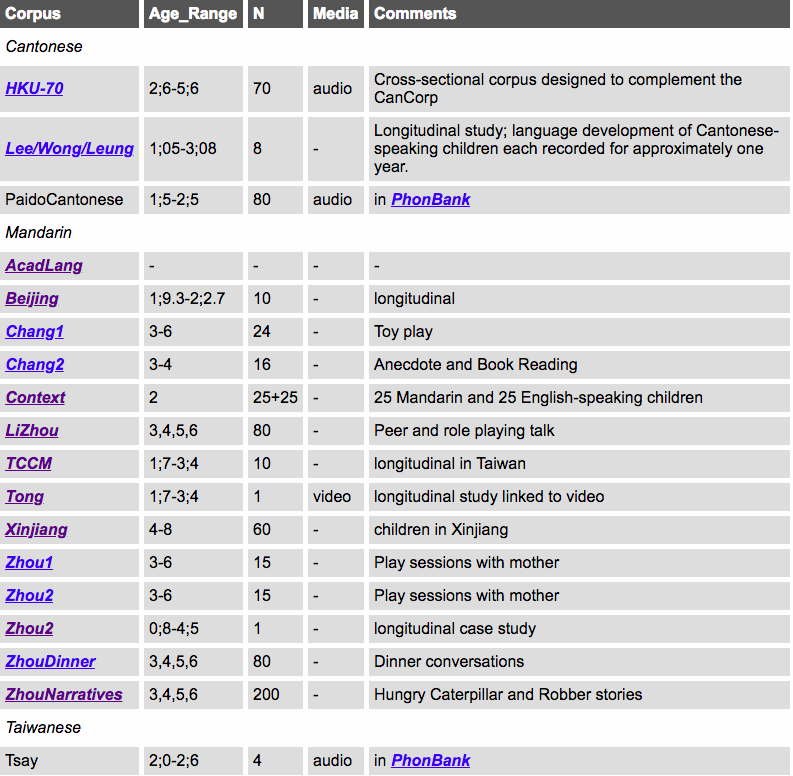 Corpus Age_Range N Media Comments
Cantonese
HKU-70 2;6-5;6 70 audio Cross-sectional corpus designed to complement the
CanCorp
Lee/Wong/Leung 1;05-3;08 8 - Longitudinal study; language development of Cantonese-
speaking children each recorded for approximately one
year.
PaidoCantonese 1;5-2;5 80 audio in PhonBank
Mandarin
AcadLang - - - -
Beijing 1;9.3-2;2.7 10 - longitudinal
Chang1 3-6 24 - Toy play
Chang2 3-4 16 - Anecdote and Book Reading
Context 2 25+25 - 25 Mandarin and 25 English-speaking children
LiZhou 3,4,5,6 80 - Peer and role playing talk
TCCM 1;7-3;4 10 - longitudinal in Taiwan
Tong 1;7-3;4 1 video longitudinal study linked to video
Xinjiang 4-8 60 - children in Xinjiang
Zhou1 3-6 15 - Play sessions with mother
Zhou2 3-6 15 - Play sessions with mother
Zhou2 0;8-4;5 1 - longitudinal case study
ZhouDinner 3,4,5,6 80 - Dinner conversations
ZhouNarratives 3,4,5,6 200 - Hungry Caterpillar and Robber stories
Taiwanese
Tsay 2;0-2;6 4 audio in PhonBank